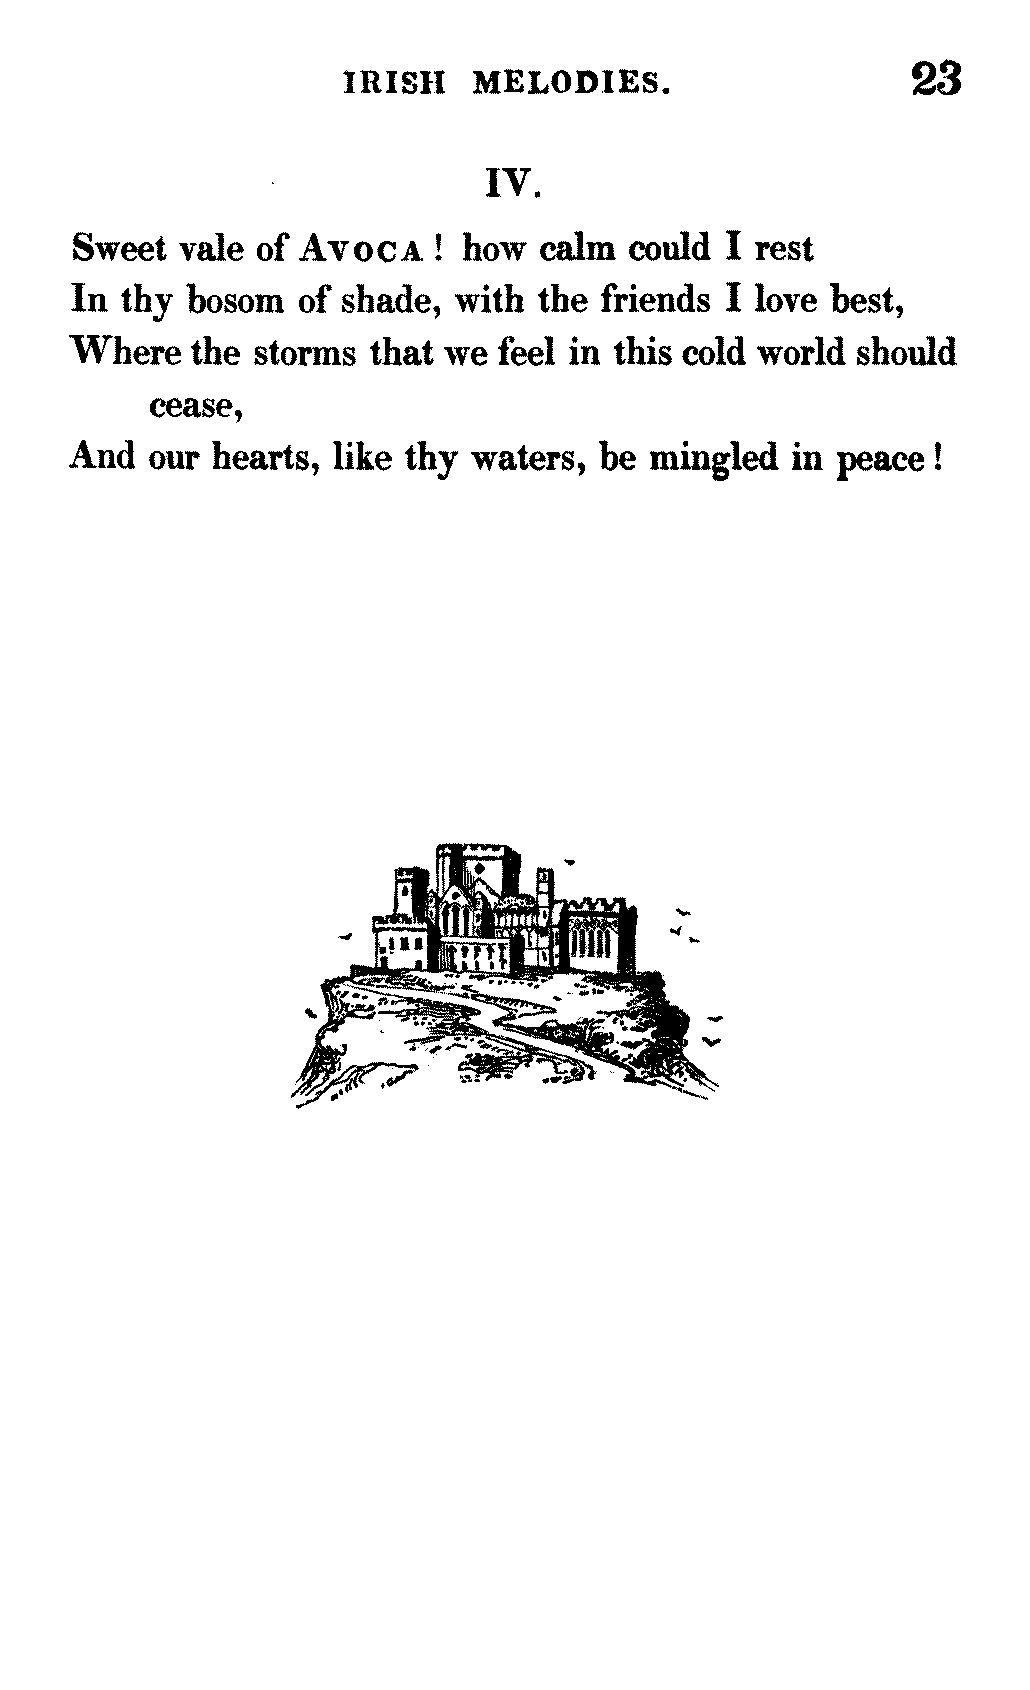 IRISH MELODIES. 23
IV.
Sweet vale of AVOCA! how calm could I rest
In thy bosom of shade, with the friends I love best,
Where the storms that we feel in this cold world should
cease,
And our hearts, like thy waters, be mingled in peace!